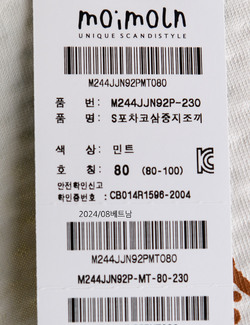 moimoln
UNIQUE SCANDISTYLE
M244JJN92PMT080
품 번: M244JJN92P-230
품 명: S포차코삼중지조끼
색 상: 민트
호 칭: 80 (80-100)
안전확인신고
확인증번호 : CB014R1596-2004
2024/08베트남
M244JJN92PMT080
M244JJN92P-MT-80-230